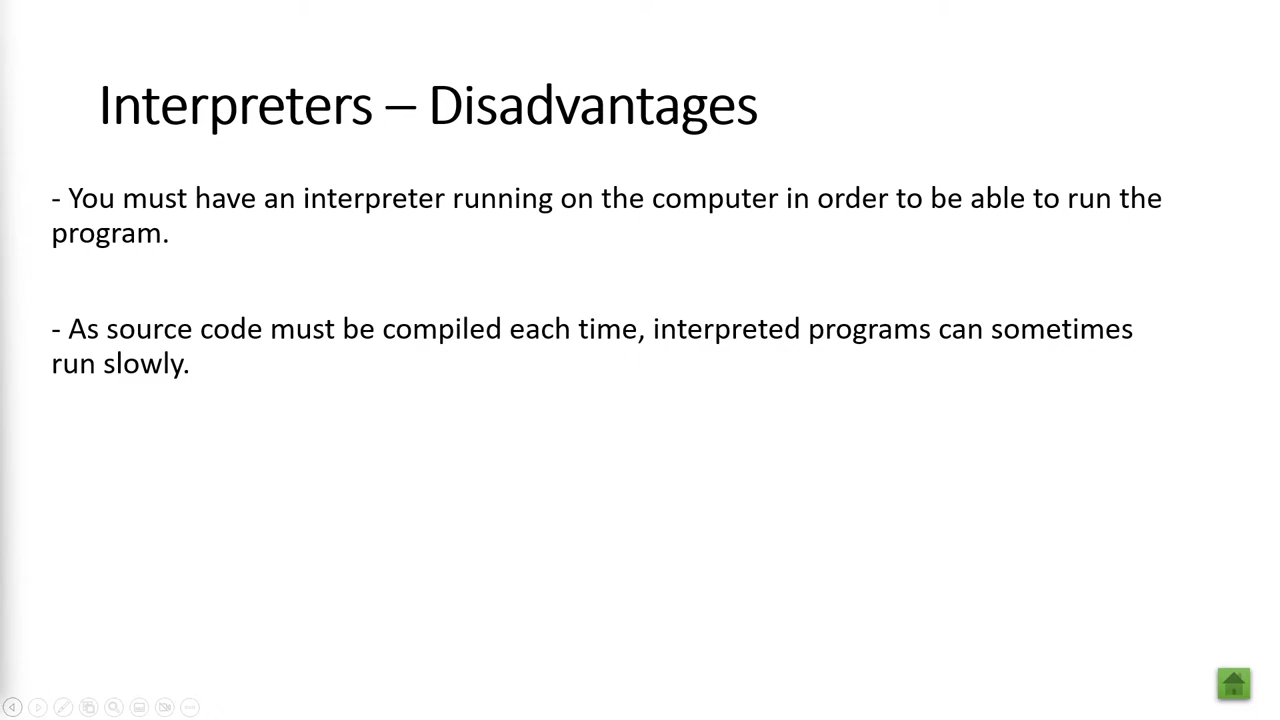 Interpreters – Disadvantages
- You must have an interpreter running on the computer in order to be able to run the
program.
- As source code must be compiled each time, interpreted programs can sometimes
run slowly.